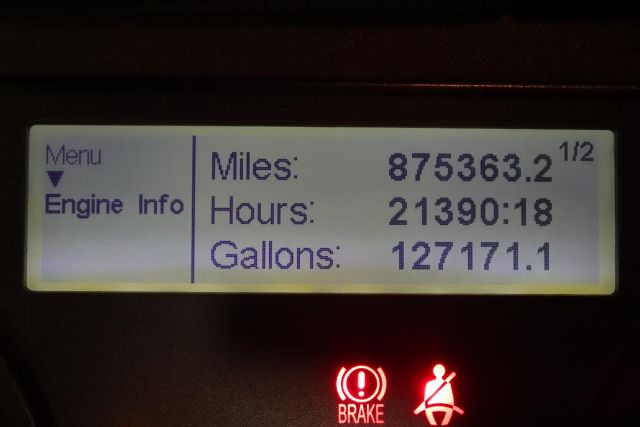 Menu
Engine Info
Miles: 875363.2 1/2
Hours: 21390:18
Gallons: 127171.1
BRAKE